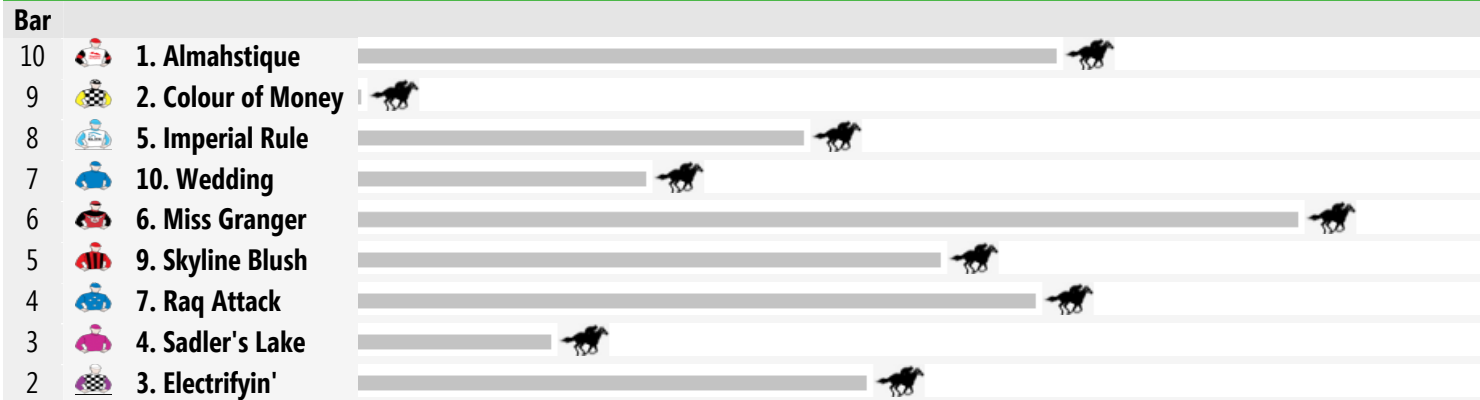 Bar
10 1. Almahstique
9 2. Colour of Money
8 5. Imperial Rule
7 10. Wedding
6 6. Miss Granger
5 9. Skyline Blush
4 7. Raq Attack
3 4. Sadler's Lake
2 3. Electrifyin'